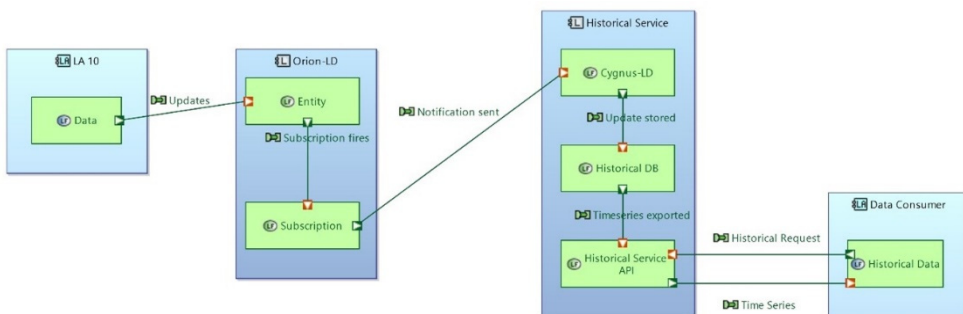 LA 10
Data
Updates
Orion-LD
Entity
Subscription fires
Subscription
Notification sent
Historical Service
Cygnus-LD
Update stored
Historical DB
Timeseries exported
Historical Service
API
Historical Request
Time Series
Data Consumer
Historical Data